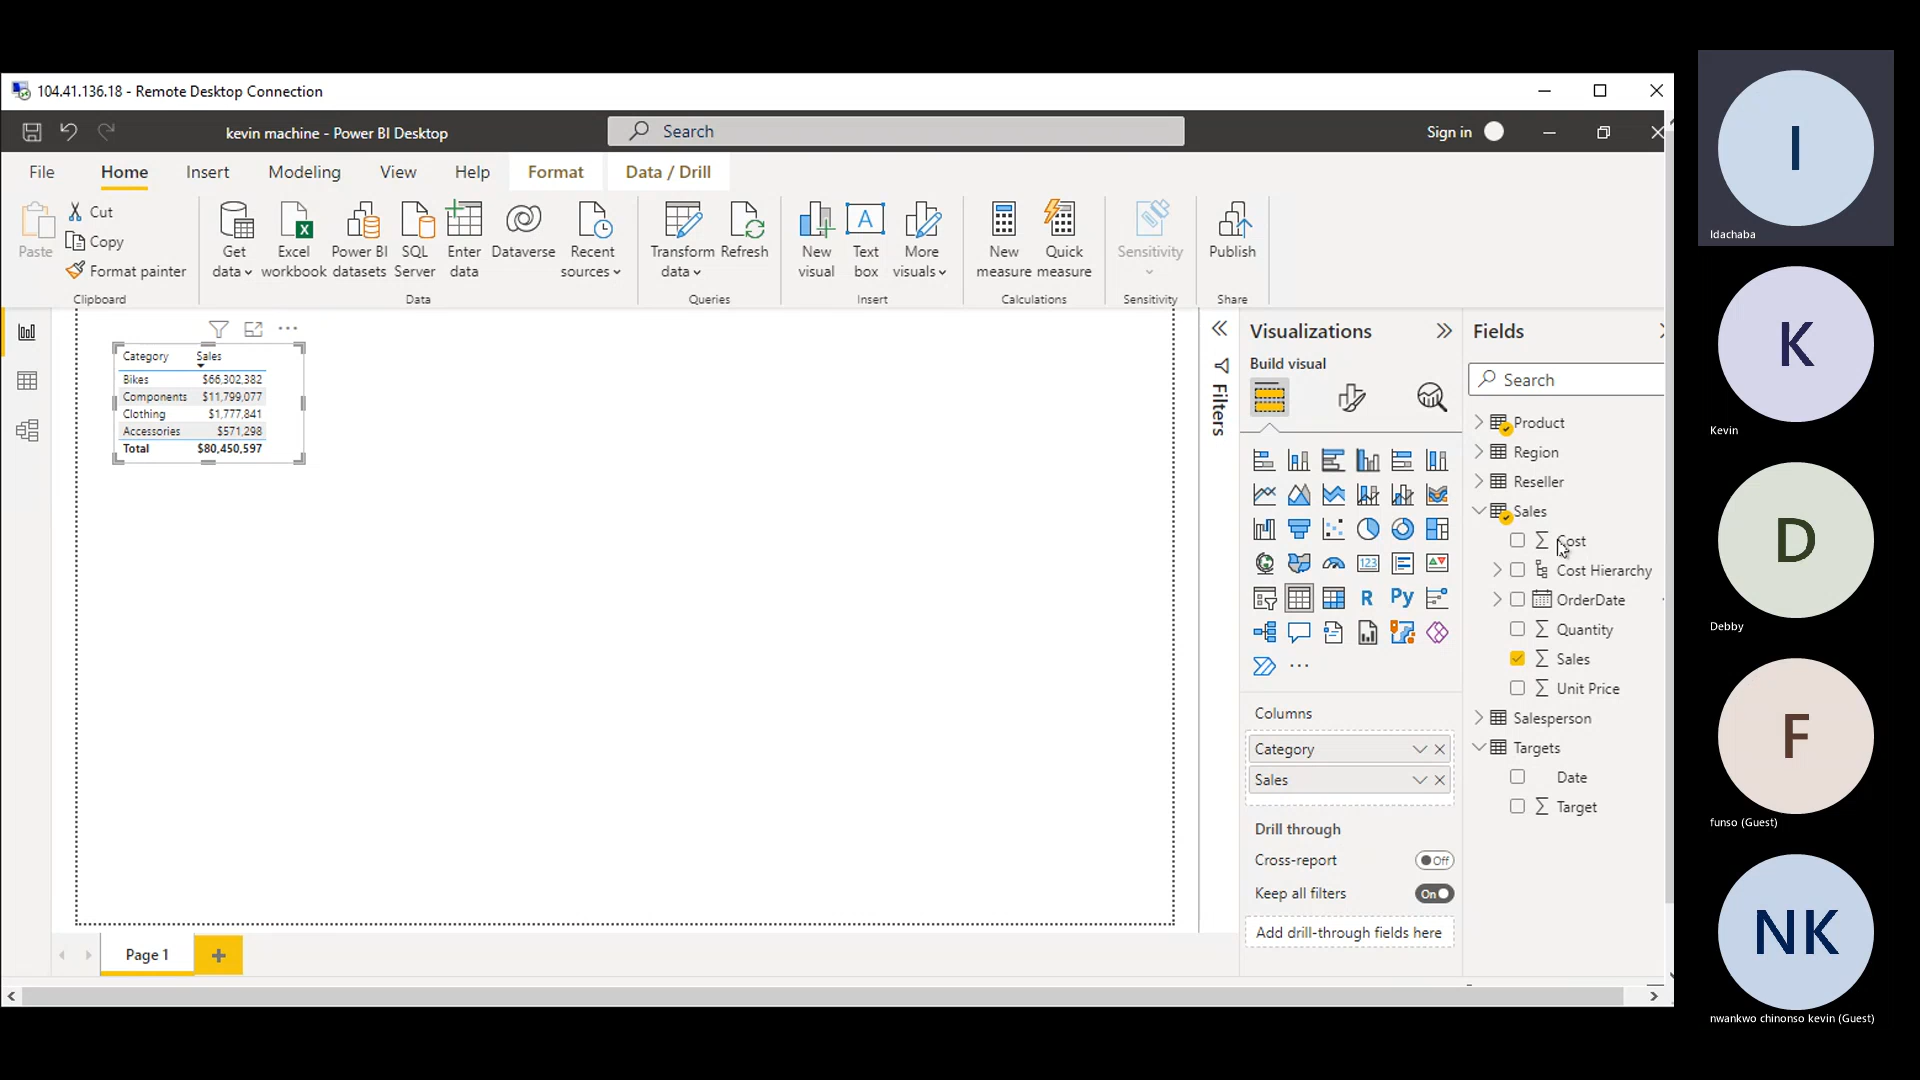 104.41.136.18 - Remote Desktop Connection
kevin machine - Power BI Desktop
Search
Sign in
File
Home
Insert
Modeling
View
Help
Format
Data / Drill
Paste
Cut
Copy
Format painter
Clipboard
Get data
Excel workbook
Power BI datasets
SQL Server
Enter data
Dataverse
Recent sources
Data
Transform data
Refresh
Queries
New visual
A
Text box
More visuals
Insert
New measure
Quick measure
Calculations
Sensitivity
Sensitivity
Publish
Share
Category Sales
Bikes $66,302,382
Components $11,799,077
Clothing $1,777,841
Accessories $571,298
Total $80,450,597
Filters
Visualizations
Build visual
123
R
Py
Columns
Category
Sales
Drill through
Cross-report
Off
Keep all filters
On
Add drill-through fields here
Fields
Search
Product
Region
Reseller
Sales
Σ Cost
Cost Hierarchy
OrderDate
Σ Quantity
Σ Sales
Σ Unit Price
Salesperson
Targets
Date
Σ Target
Page 1
I
Idachaba
K
Kevin
D
Debby
F
funso (Guest)
NK
nwankwo chinonso kevin (Guest)